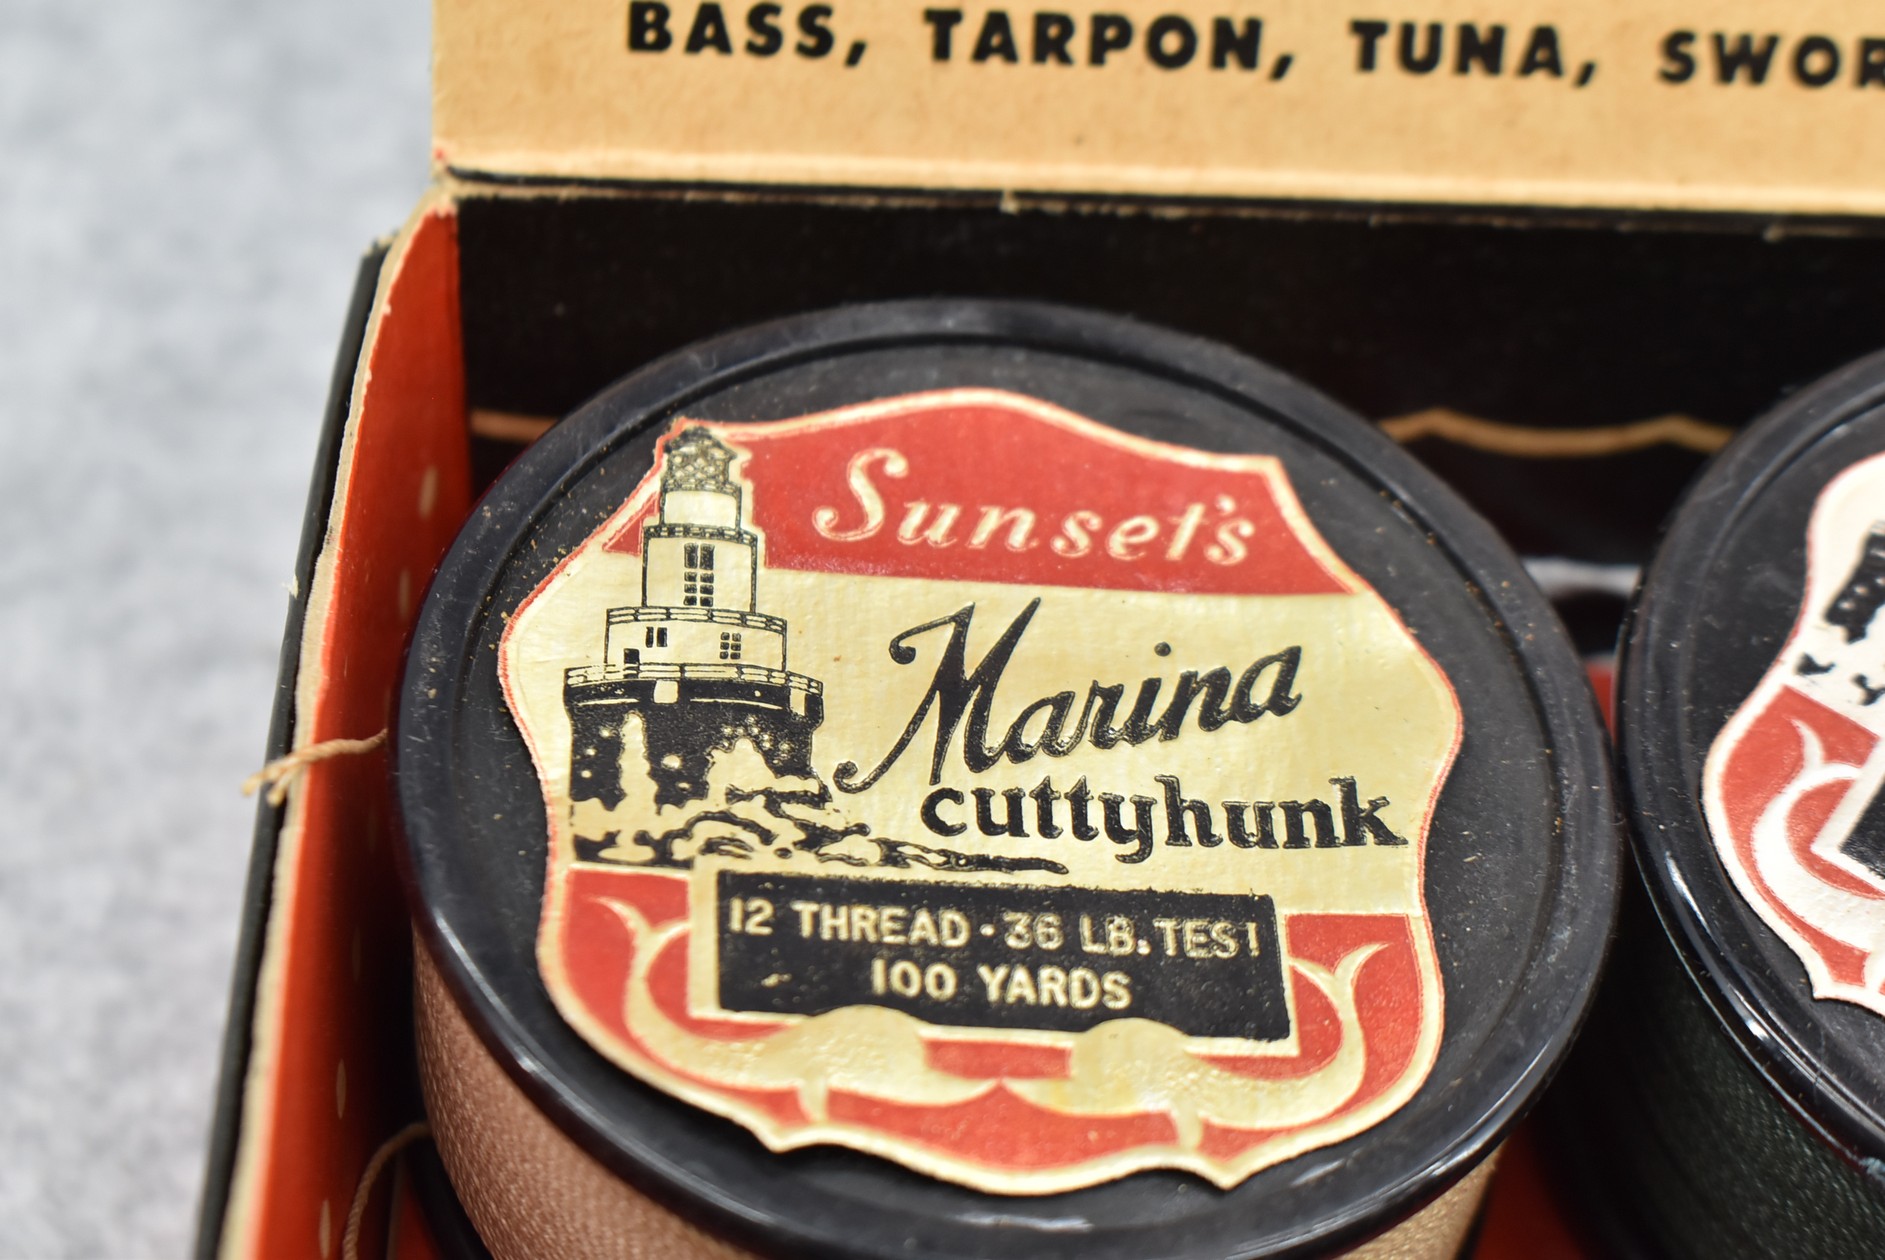 BASS, TARPON, TUNA, SWOR
Sunset's
Marina
cuttyhunk
12 THREAD · 36 LB. TEST
100 YARDS